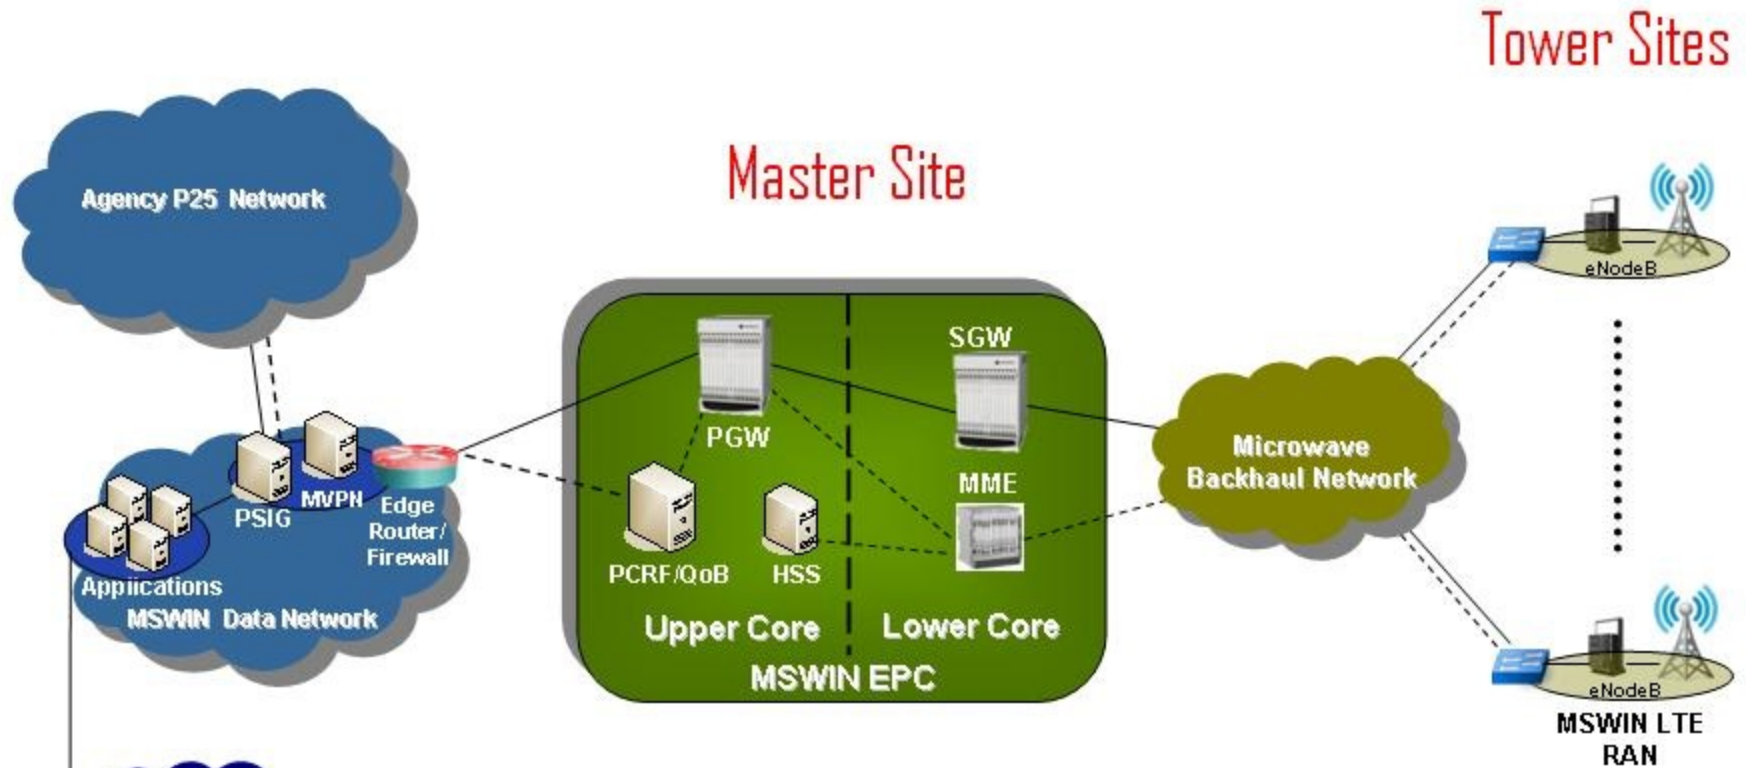 Tower Sites
Master Site
Agency P25 Network
eNodeB
SGW
PGW
Microwave
Backhaul Network
MME
MVPN
PSIG
Edge
Router/
Firewall
PCRF/QoB
HSS
Appiications
MSWIN Data Network
Upper Core
Lower Core
MSWIN EPC
eNodeB
MSWIN LTE
RAN